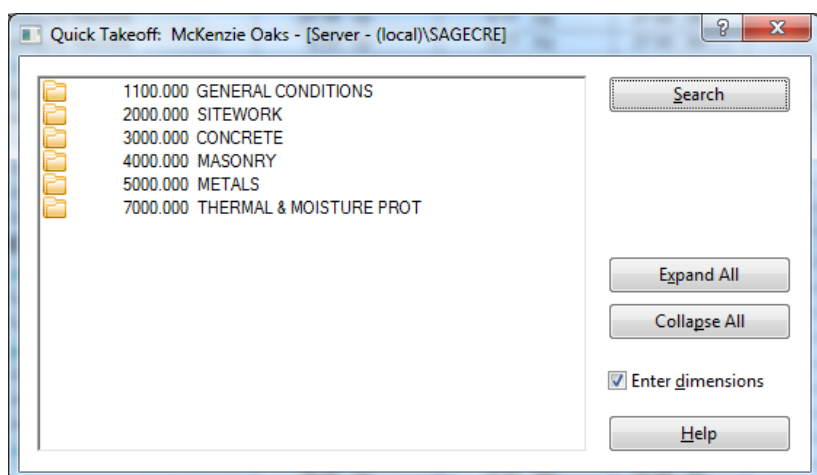 Quick Takeoff: McKenzie Oaks - [Server - (local)\SAGECRE]
1100.000 GENERAL CONDITIONS
2000.000 SITEWORK
3000.000 CONCRETE
4000.000 MASONRY
5000.000 METALS
7000.000 THERMAL & MOISTURE PROT
Search
Expand All
Collapse All
Enter dimensions
Help